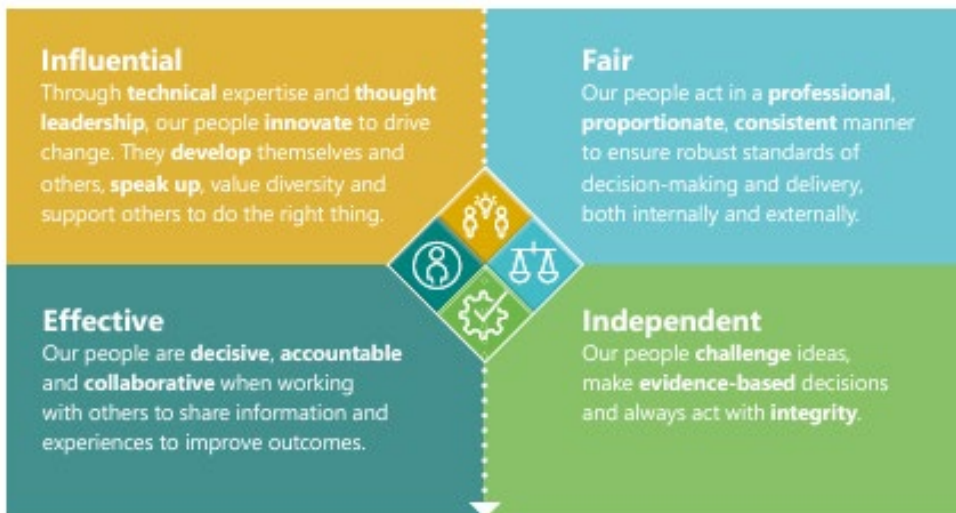 Influential
Through technical expertise and thought
leadership, our people innovate to drive
change. They develop themselves and
others, speak up, value diversity and
support others to do the right thing.
Fair
Our people act in a professional,
proportionate, consistent manner
to ensure robust standards of
decision-making and delivery,
both internally and externally.
Effective
Our people are decisive, accountable
and collaborative when working
with others to share information and
experiences to improve outcomes.
Independent
Our people challenge ideas,
make evidence-based decisions
and always act with integrity.